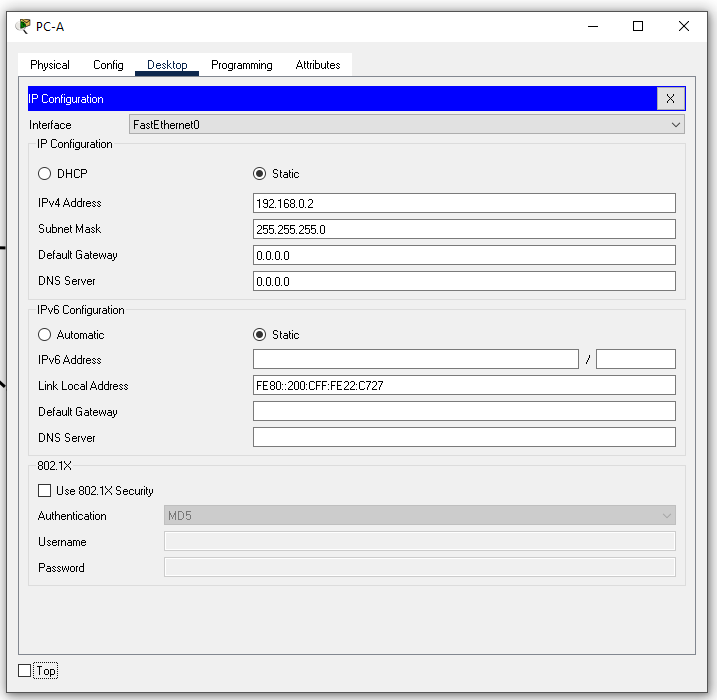 PC-A
Physical Config Desktop Programming Attributes
IP Configuration X
Interface FastEthernet0
IP Configuration
DHCP Static
IPv4 Address 192.168.0.2
Subnet Mask 255.255.255.0
Default Gateway 0.0.0.0
DNS Server 0.0.0.0
IPv6 Configuration
Automatic Static
IPv6 Address /
Link Local Address FE80::200:CFF:FE22:C727
Default Gateway
DNS Server
802.1X
Use 802.1X Security
Authentication MD5
Username
Password
Top